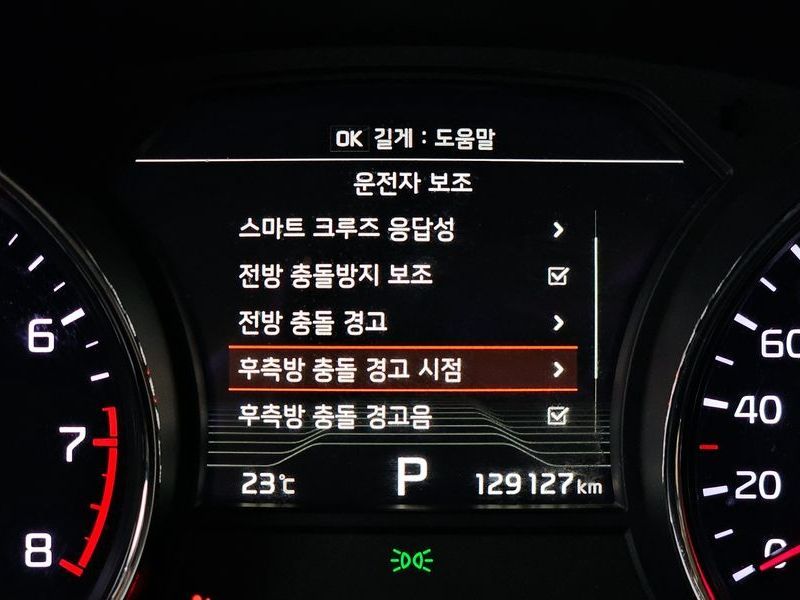 OK 길게 : 도움말
운전자 보조
스마트 크루즈 응답성
전방 충돌방지 보조
전방 충돌 경고
후측방 충돌 경고 시점
후측방 충돌 경고음
23℃ P 129127km
6
7
8
60
40
20
0